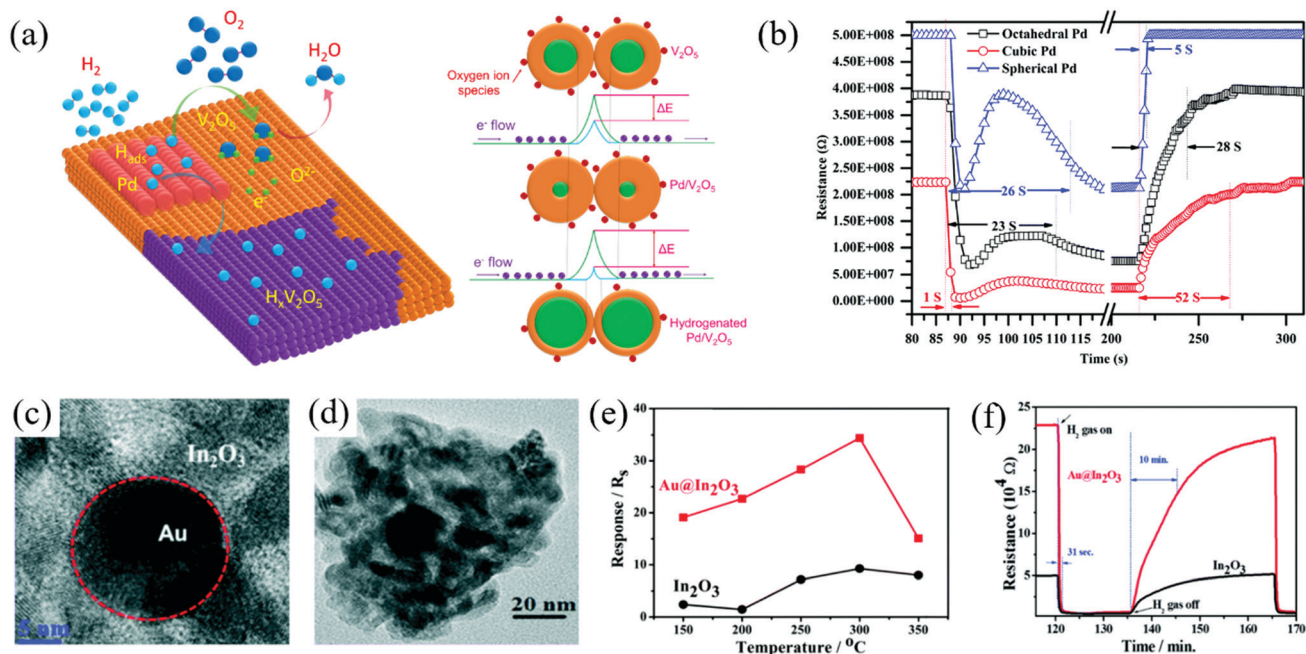 (a)
O₂
H₂
H₂O
V₂O₅
Hads
Pd
O²⁻
e⁻
HₓV₂O₅
V₂O₅
Oxygen ion
species
ΔE
e⁻ flow
Pd/V₂O₅
ΔE
e⁻ flow
Hydrogenated
Pd/V₂O₅
(b)
Resistance (Ω)
5.00E+008
4.50E+008
4.00E+008
3.50E+008
3.00E+008
2.50E+008
2.00E+008
1.50E+008
1.00E+008
5.00E+007
0.00E+000
Octahedral Pd
Cubic Pd
Spherical Pd
5 S
28 S
26 S
23 S
1 S
52 S
80 85 90 95 100 105 110 115 200 250 300
Time (s)
(c)
In₂O₃
Au
5 nm
(d)
20 nm
(e)
Response / Rₛ
40
30
20
10
0
Au@In₂O₃
In₂O₃
150 200 250 300 350
Temperature / °C
(f)
Resistance (10⁴ Ω)
25
20
15
10
5
H₂ gas on
10 min.
Au@In₂O₃
31 sec.
In₂O₃
H₂ gas off
120 130 140 150 160 170
Time / min.